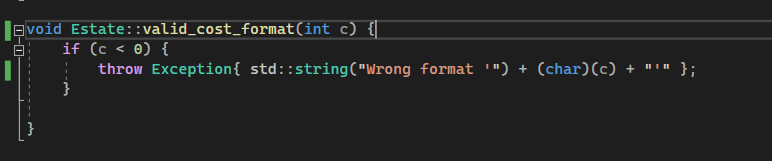 void Estate::valid_cost_format(int c) {
if (c < 0) {
throw Exception{ std::string("Wrong format '") + (char)(c) + "'" };
}
}